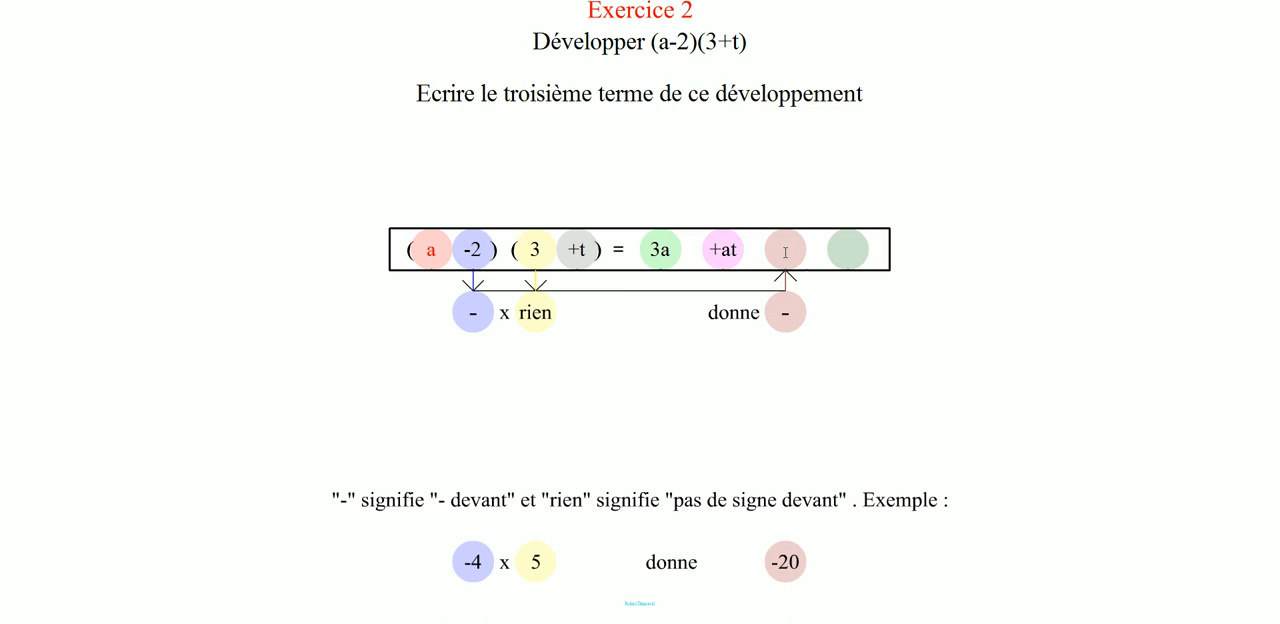 Exercice 2
Développer (a-2)(3+t)
Ecrire le troisième terme de ce développement
( a -2 ) ( 3 +t ) = 3a +at
- x rien donne -
"-" signifie "- devant" et "rien" signifie "pas de signe devant" . Exemple :
-4 x 5 donne -20